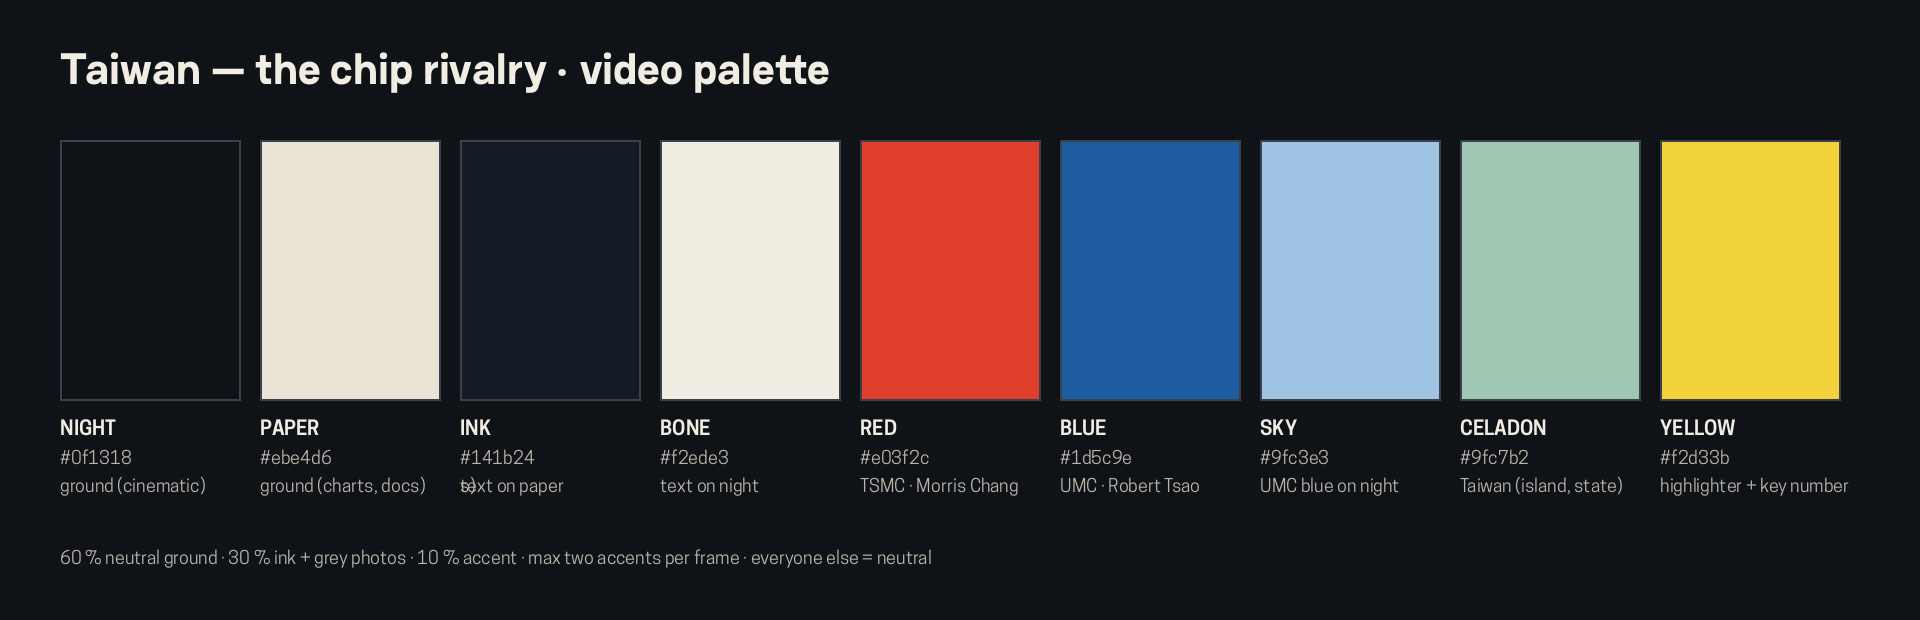 Taiwan — the chip rivalry · video palette
NIGHT
#0f1318
ground (cinematic)
PAPER
#ebe4d6
ground (charts, docs)
INK
#141b24
text on paper
BONE
#f2ede3
text on night
RED
#e03f2c
TSMC · Morris Chang
BLUE
#1d5c9e
UMC · Robert Tsao
SKY
#9fc3e3
UMC blue on night
CELADON
#9fc7b2
Taiwan (island, state)
YELLOW
#f2d33b
highlighter + key number
60 % neutral ground · 30 % ink + grey photos · 10 % accent · max two accents per frame · everyone else = neutral